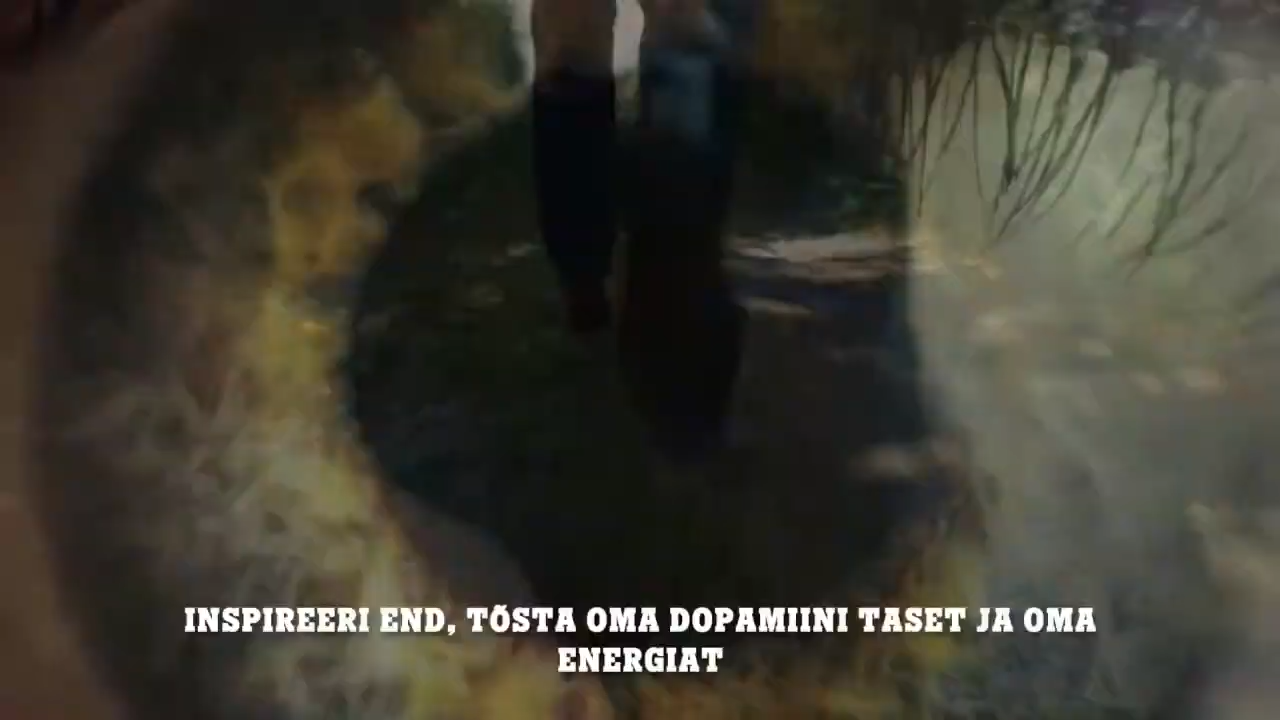 INSPIREERI END, TÕSTA OMA DOPAMIINI TASET JA OMA
ENERGIAT